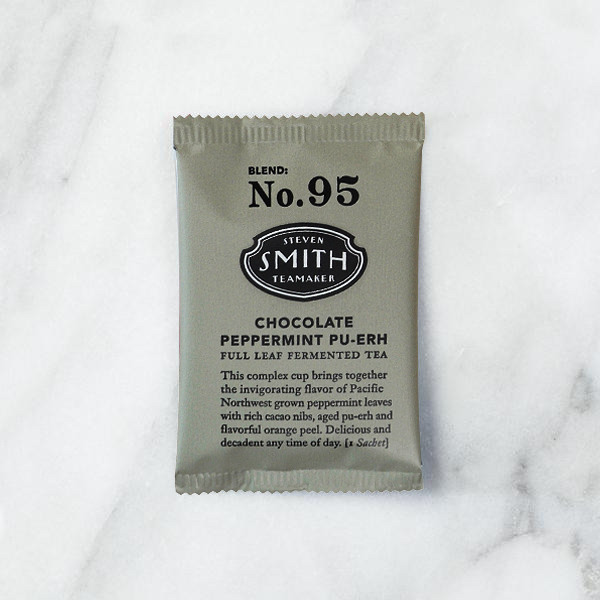 BLEND:
No.95
STEVEN
SMITH
TEAMAKER
CHOCOLATE
PEPPERMINT PU-ERH
FULL LEAF FERMENTED TEA
This complex cup brings together
the invigorating flavor of Pacific
Northwest grown peppermint leaves
with rich cacao nibs, aged pu-erh and
flavorful orange peel. Delicious and
decadent any time of day. [1 Sachet]